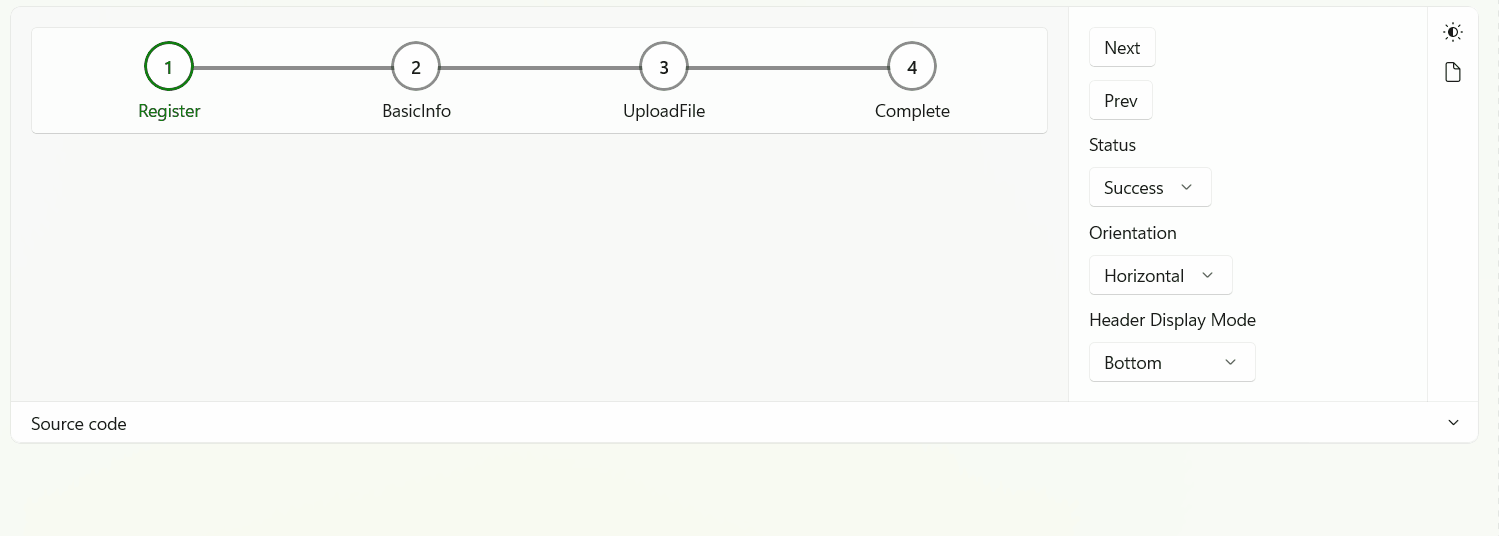 1 2 3 4
Register BasicInfo UploadFile Complete
Next
Prev
Status
Success
Orientation
Horizontal
Header Display Mode
Bottom
Source code